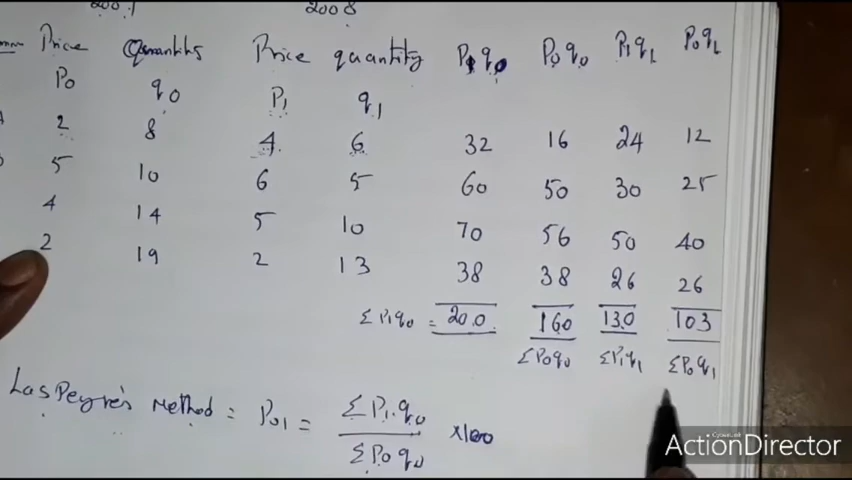 2007 2008
Price Quantity Price quantity P1q0 P0q0 P1q1 P0q1
P0 q0 P1 q1
2 8 4 6 32 16 24 12
5 10 6 5 60 50 30 25
4 14 5 10 70 56 50 40
2 19 2 13 38 38 26 26
ΣP1q0 = 200 160 130 103
ΣP0q0 ΣP1q1 ΣP0q1
LasPeyre's method = P01 = ΣP1.q0 / ΣP0q0 x100
ActionDirector